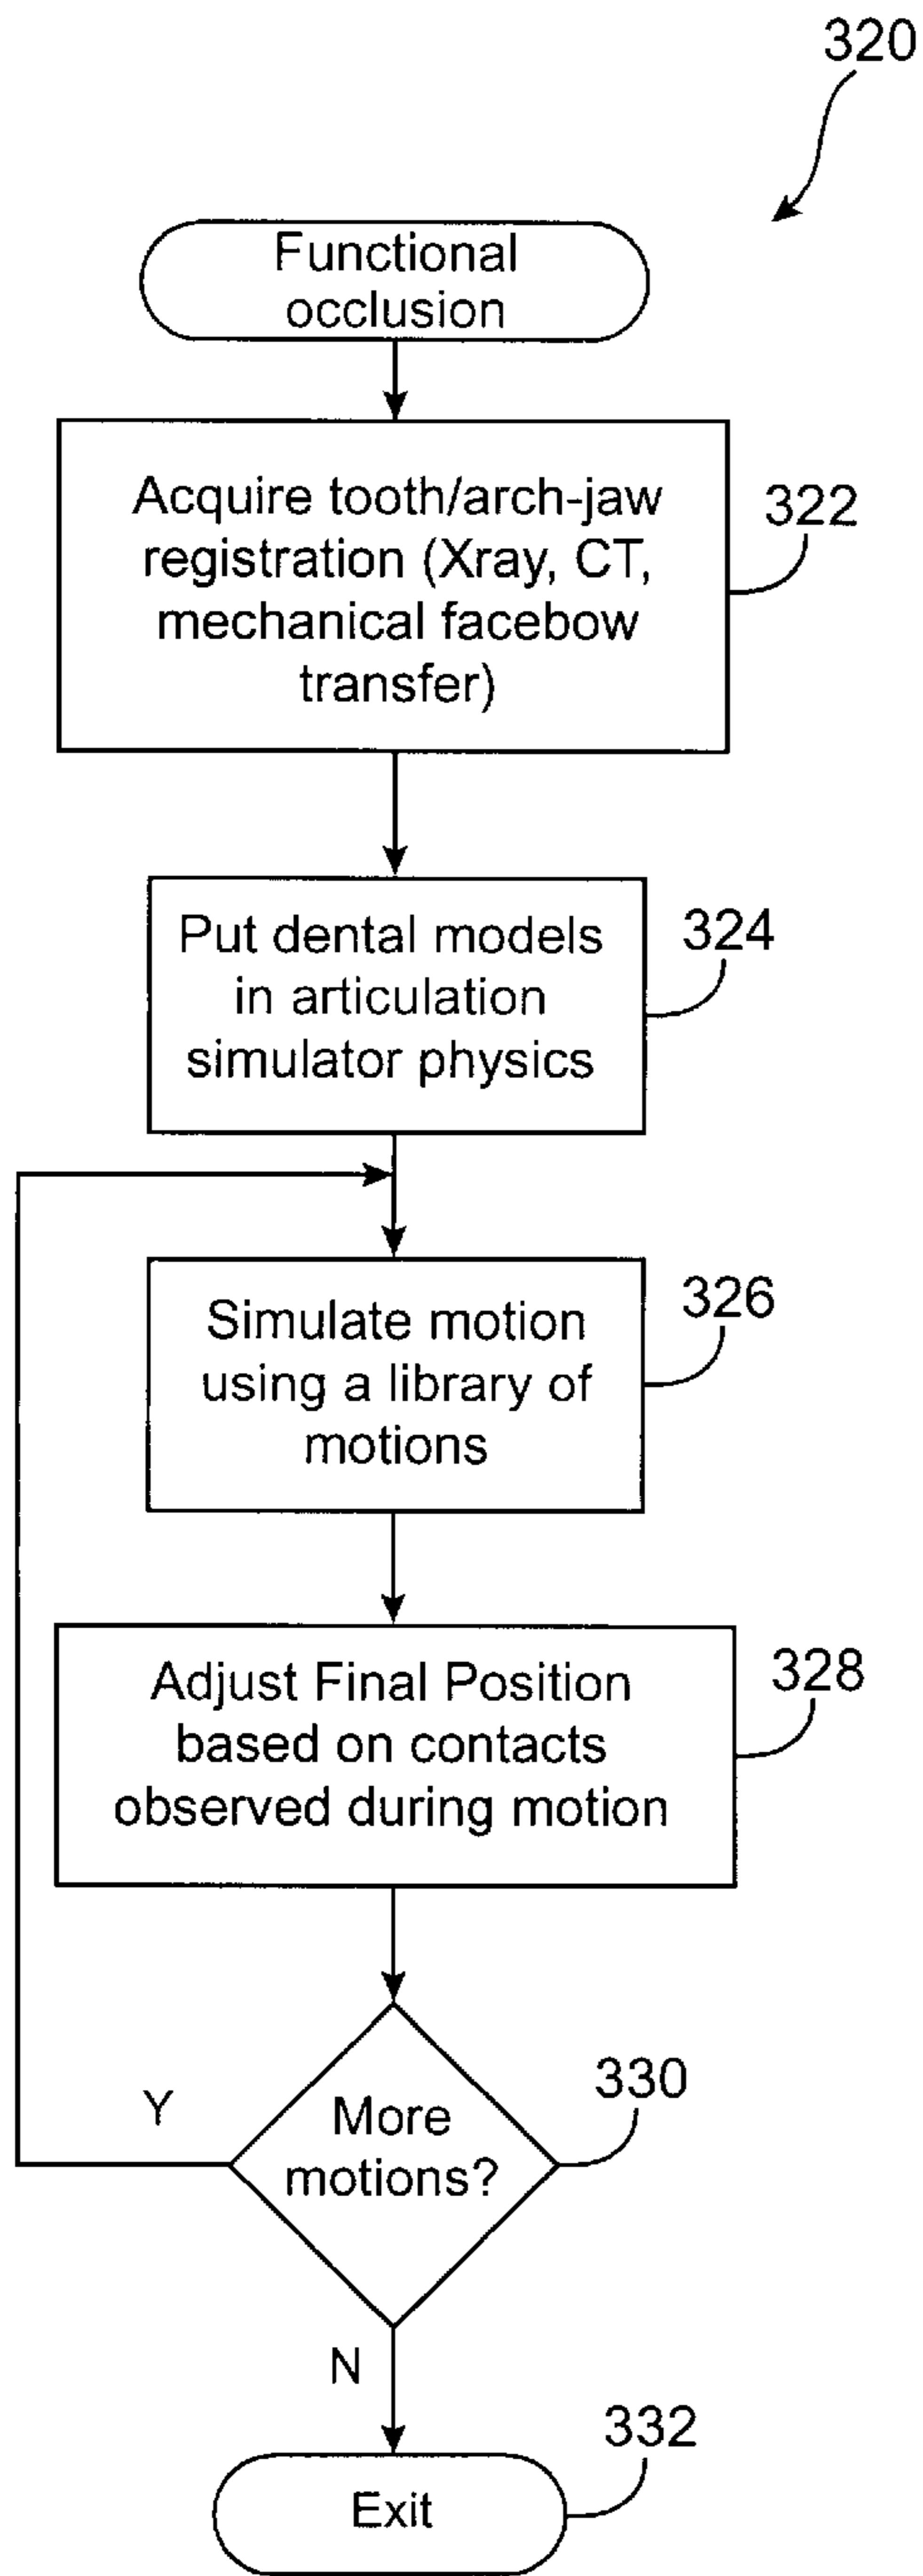 320
Functional
occlusion
Acquire tooth/arch-jaw
registration (Xray, CT,
mechanical facebow
transfer)
322
Put dental models
in articulation
simulator physics
324
Simulate motion
using a library of
motions
326
Adjust Final Position
based on contacts
observed during motion
328
More
motions?
330
Y
N
Exit
332